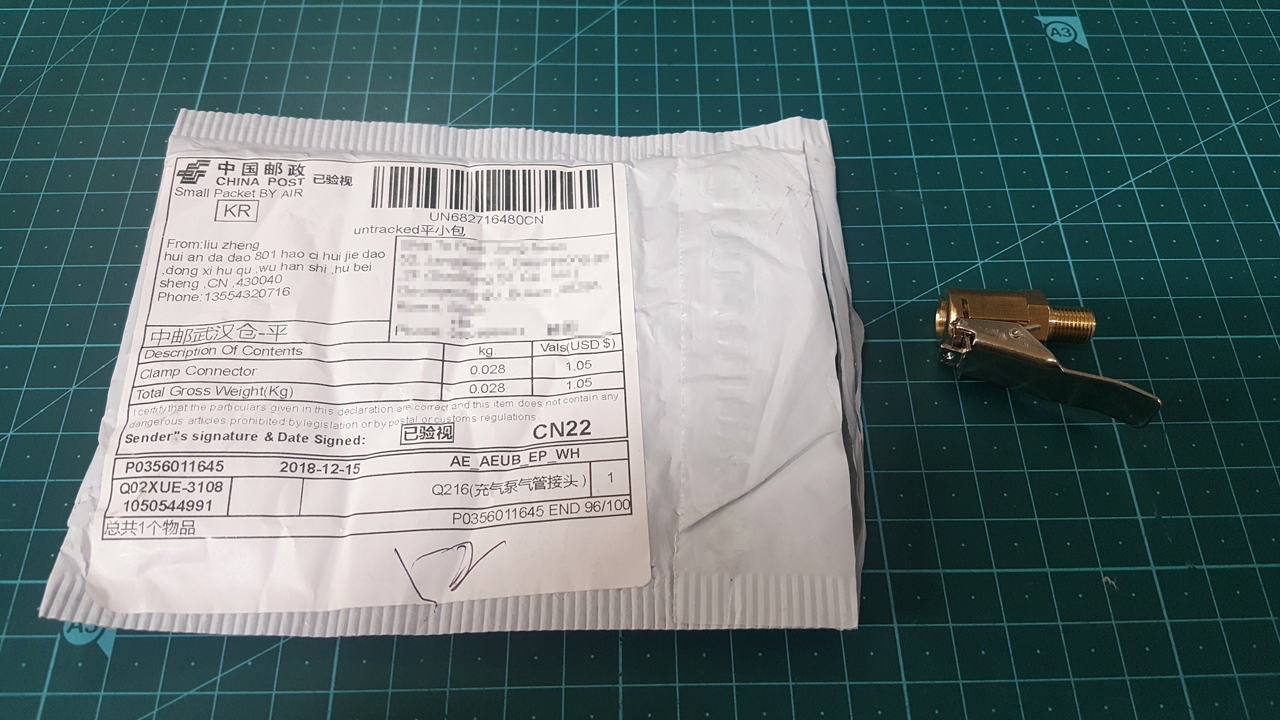 中国邮政
CHINA POST 已验视
Small Packet BY AIR
KR
UN682716480CN
untracked平小包
From:liu zheng
hui an da dao 801 hao ci hui jie dao
,dong xi hu qu ,wu han shi ,hu bei
sheng ,CN ,430040
Phone:13554320716
中邮武汉仓-平
Description Of Contents kg. Vals(USD $)
Clamp Connector 0.028 1.05
Total Gross Weight(Kg) 0.028 1.05
I certify that the particulars given in this declaration are correct and this item does not contain any
dangerous articles prohibited by legislation or by postal or customs regulations
Sender"s signature & Date Signed: 已验视 CN22
P0356011645 2018-12-15 AE_AEUB_EP_WH
Q02XUE-3108
1050544991
Q216(充气泵气管接头) 1
P0356011645 END 96/100
总共1个物品
A3
A3